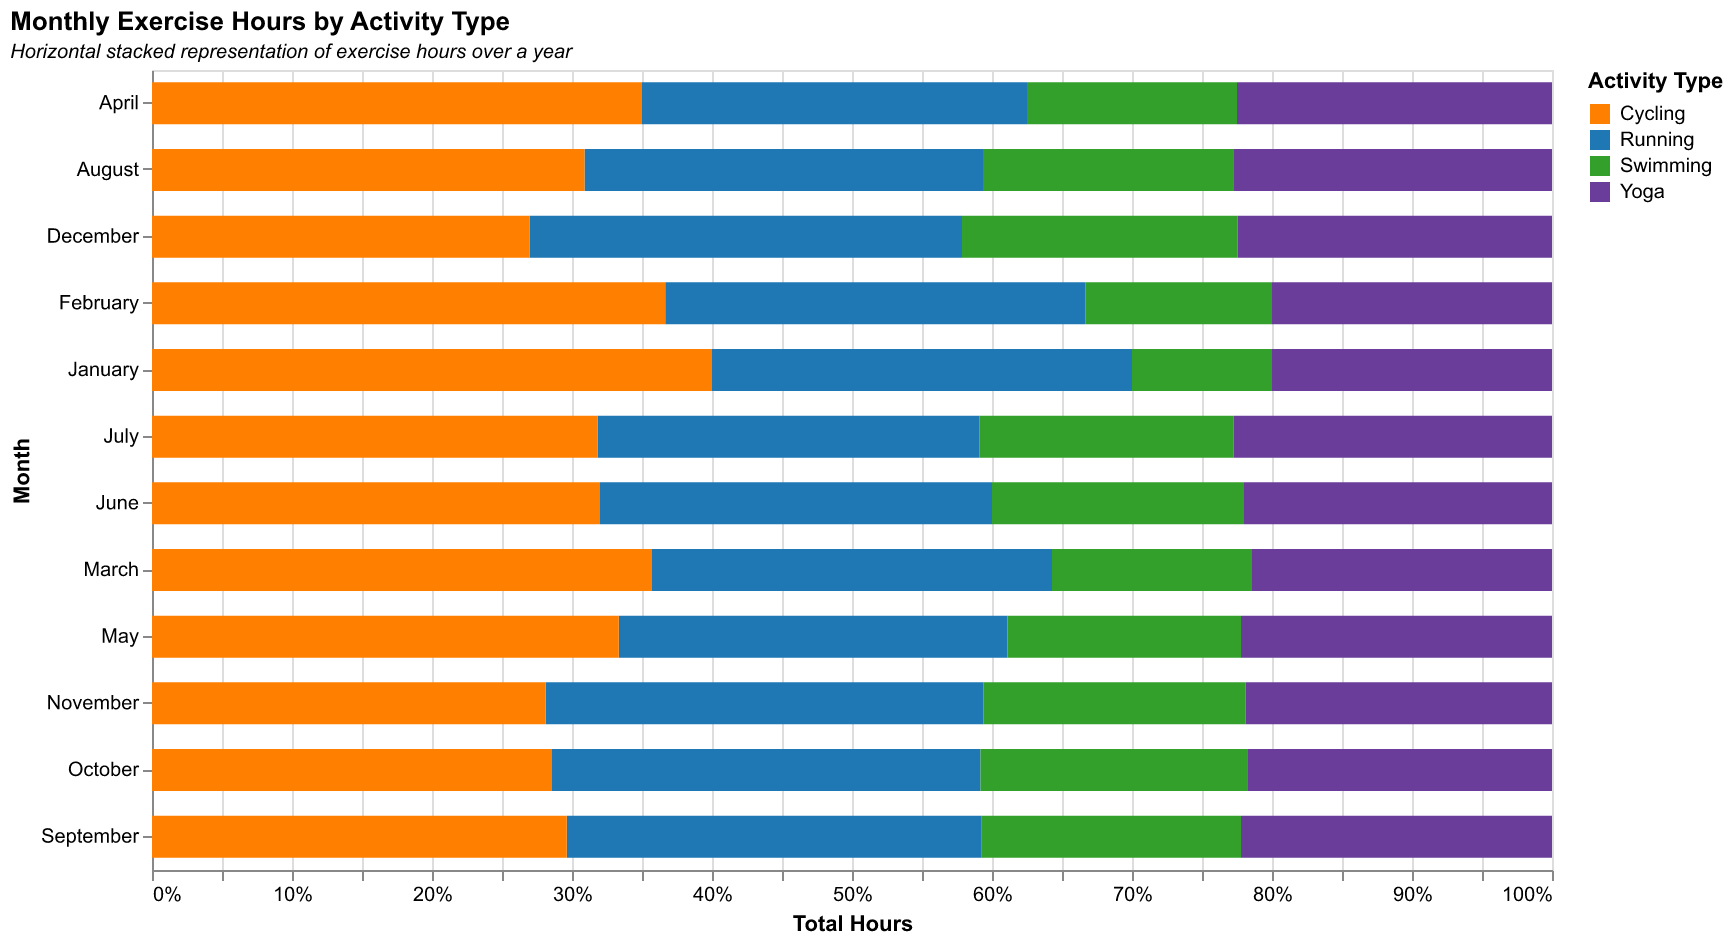 Monthly Exercise Hours by Activity Type
Horizontal stacked representation of exercise hours over a year
Activity Type
Cycling
Running
Swimming
Yoga
Month
April
August
December
February
January
July
June
March
May
November
October
September
0% 10% 20% 30% 40% 50% 60% 70% 80% 90% 100%
Total Hours